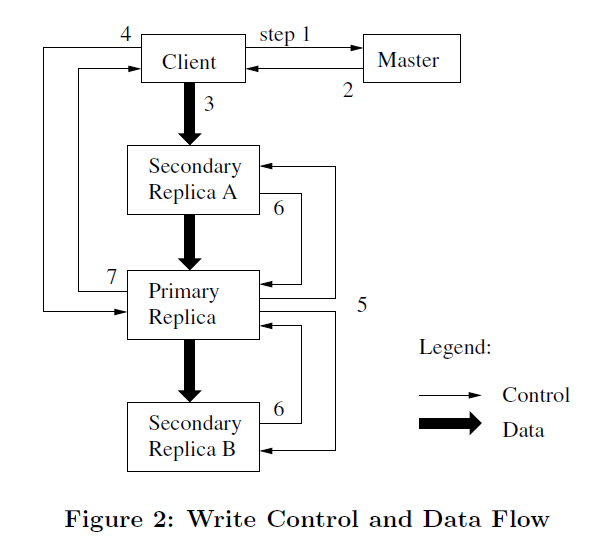 4
step 1
Client
Master
2
3
Secondary
Replica A
6
7
Primary
Replica
5
Legend:
Control
6
Secondary
Replica B
Data
Figure 2: Write Control and Data Flow